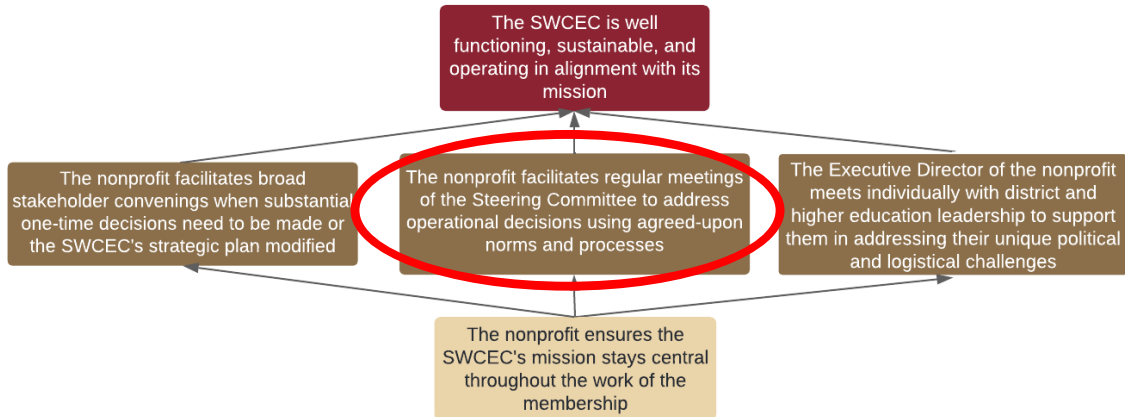 The SWCEC is well
functioning, sustainable, and
operating in alignment with its
mission
The nonprofit facilitates broad
stakeholder convenings when substantial
one-time decisions need to be made or
the SWCEC's strategic plan modified
The nonprofit facilitates regular meetings
of the Steering Committee to address
operational decisions using agreed-upon
norms and processes
The Executive Director of the nonprofit
meets individually with district and
higher education leadership to support
them in addressing their unique political
and logistical challenges
The nonprofit ensures the
SWCEC's mission stays central
throughout the work of the
membership